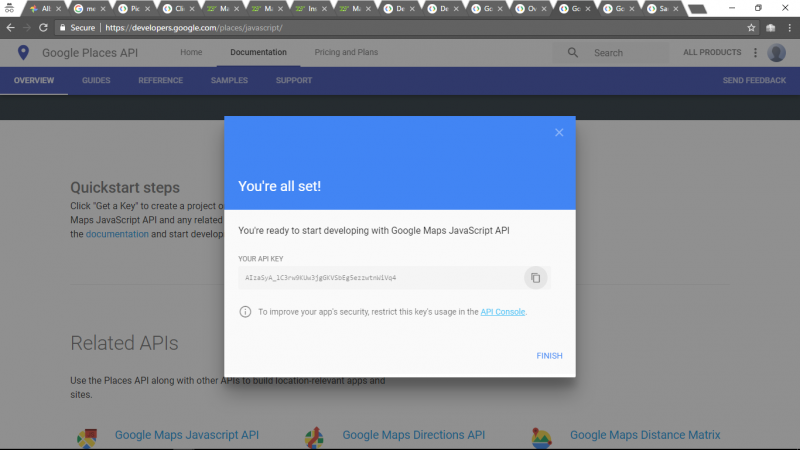 All
Pic
Cli
Ma
Ma
Ins
Ma
De
De
Go
Ov
Go
Go
Sa
Secure
https://developers.google.com/places/javascript/
Google Places API
Home
Documentation
Pricing and Plans
Search
ALL PRODUCTS
OVERVIEW
GUIDES
REFERENCE
SAMPLES
SUPPORT
SEND FEEDBACK
You're all set!
Quickstart steps
Click "Get a Key" to create a project o
Maps JavaScript API and any related
the documentation and start develop
You're ready to start developing with Google Maps JavaScript API
YOUR API KEY
To improve your app's security, restrict this key's usage in the API Console.
FINISH
Related APIs
Use the Places API along with other APIs to build location-relevant apps and
sites.
Google Maps Javascript API
Google Maps Directions API
Google Maps Distance Matrix